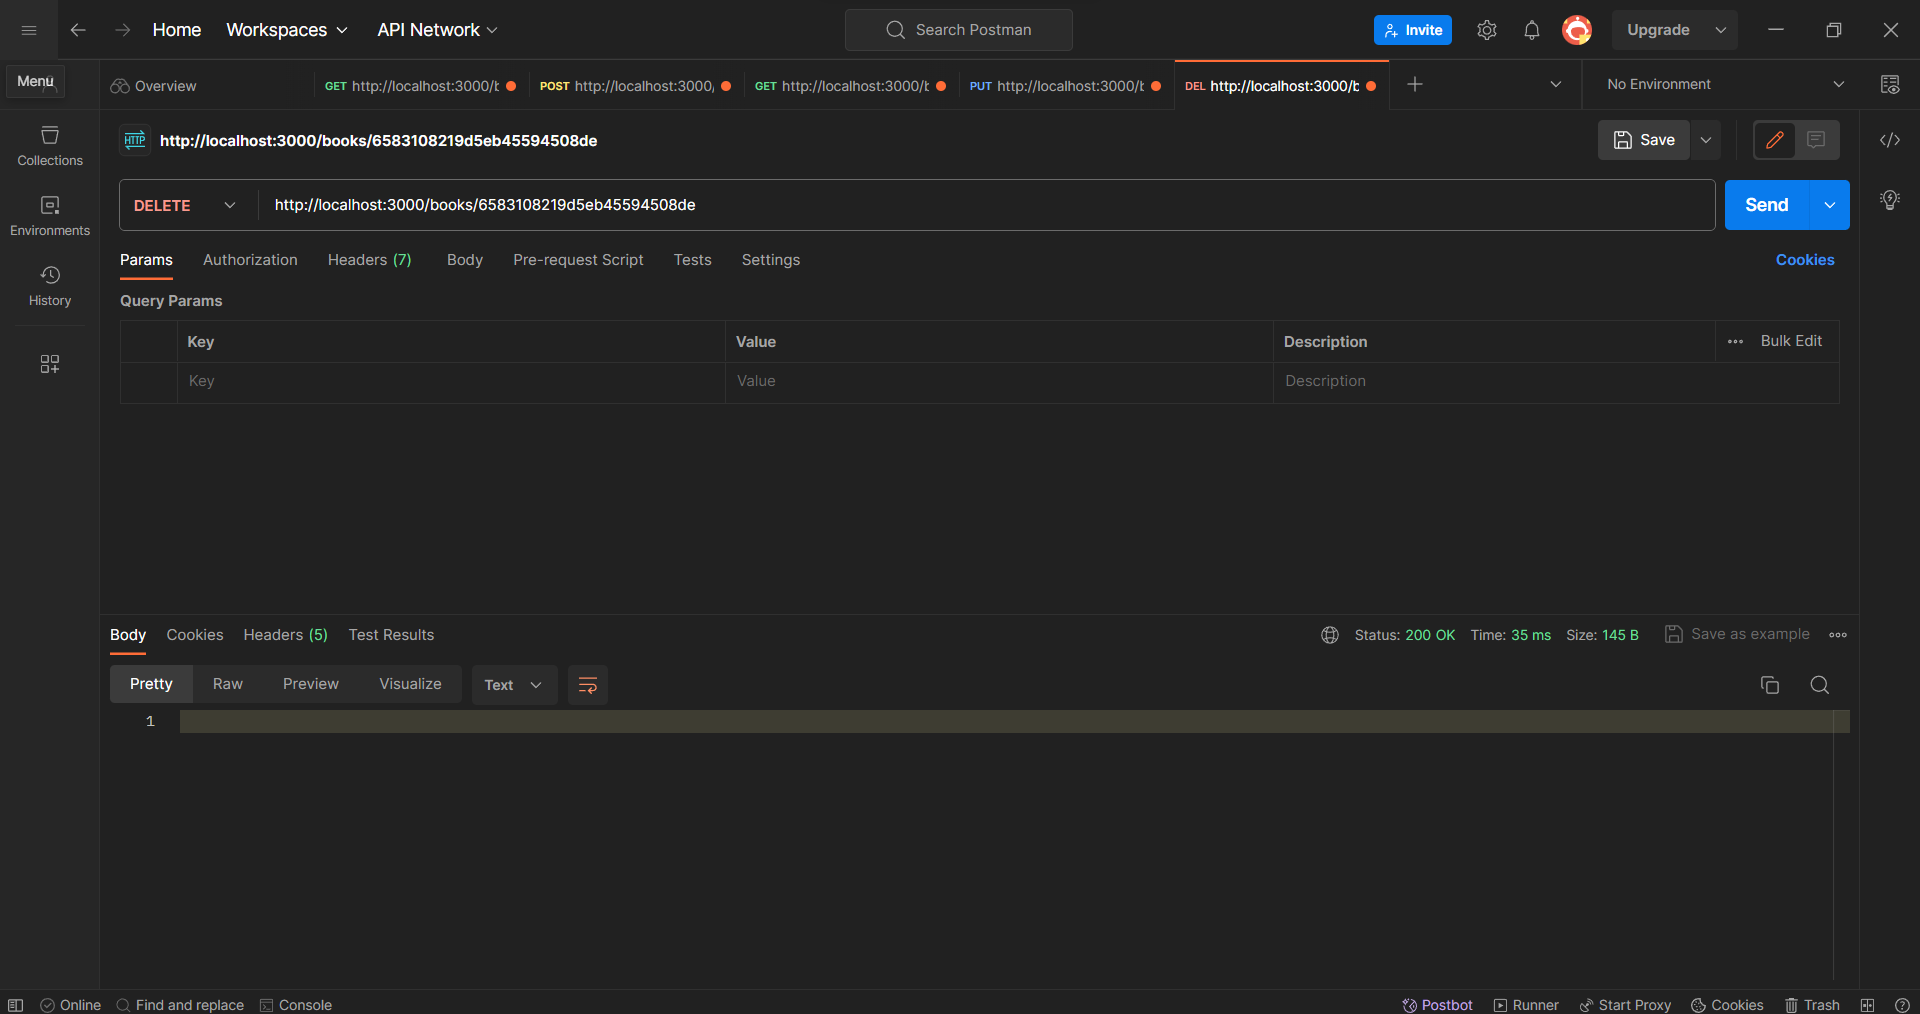 Home Workspaces API Network Search Postman Invite Upgrade
Menu
Overview GET http://localhost:3000/b POST http://localhost:3000, GET http://localhost:3000/b PUT http://localhost:3000/b DEL http://localhost:3000/b No Environment
HTTP http://localhost:3000/books/6583108219d5eb45594508de Save
Collections
Environments
History
DELETE http://localhost:3000/books/6583108219d5eb45594508de Send
Params Authorization Headers (7) Body Pre-request Script Tests Settings Cookies
Query Params
Key Value Description Bulk Edit
Key Value Description
Body Cookies Headers (5) Test Results Status: 200 OK Time: 35 ms Size: 145 B Save as example
Pretty Raw Preview Visualize Text
1
Online Find and replace Console Postbot Runner Start Proxy Cookies Trash